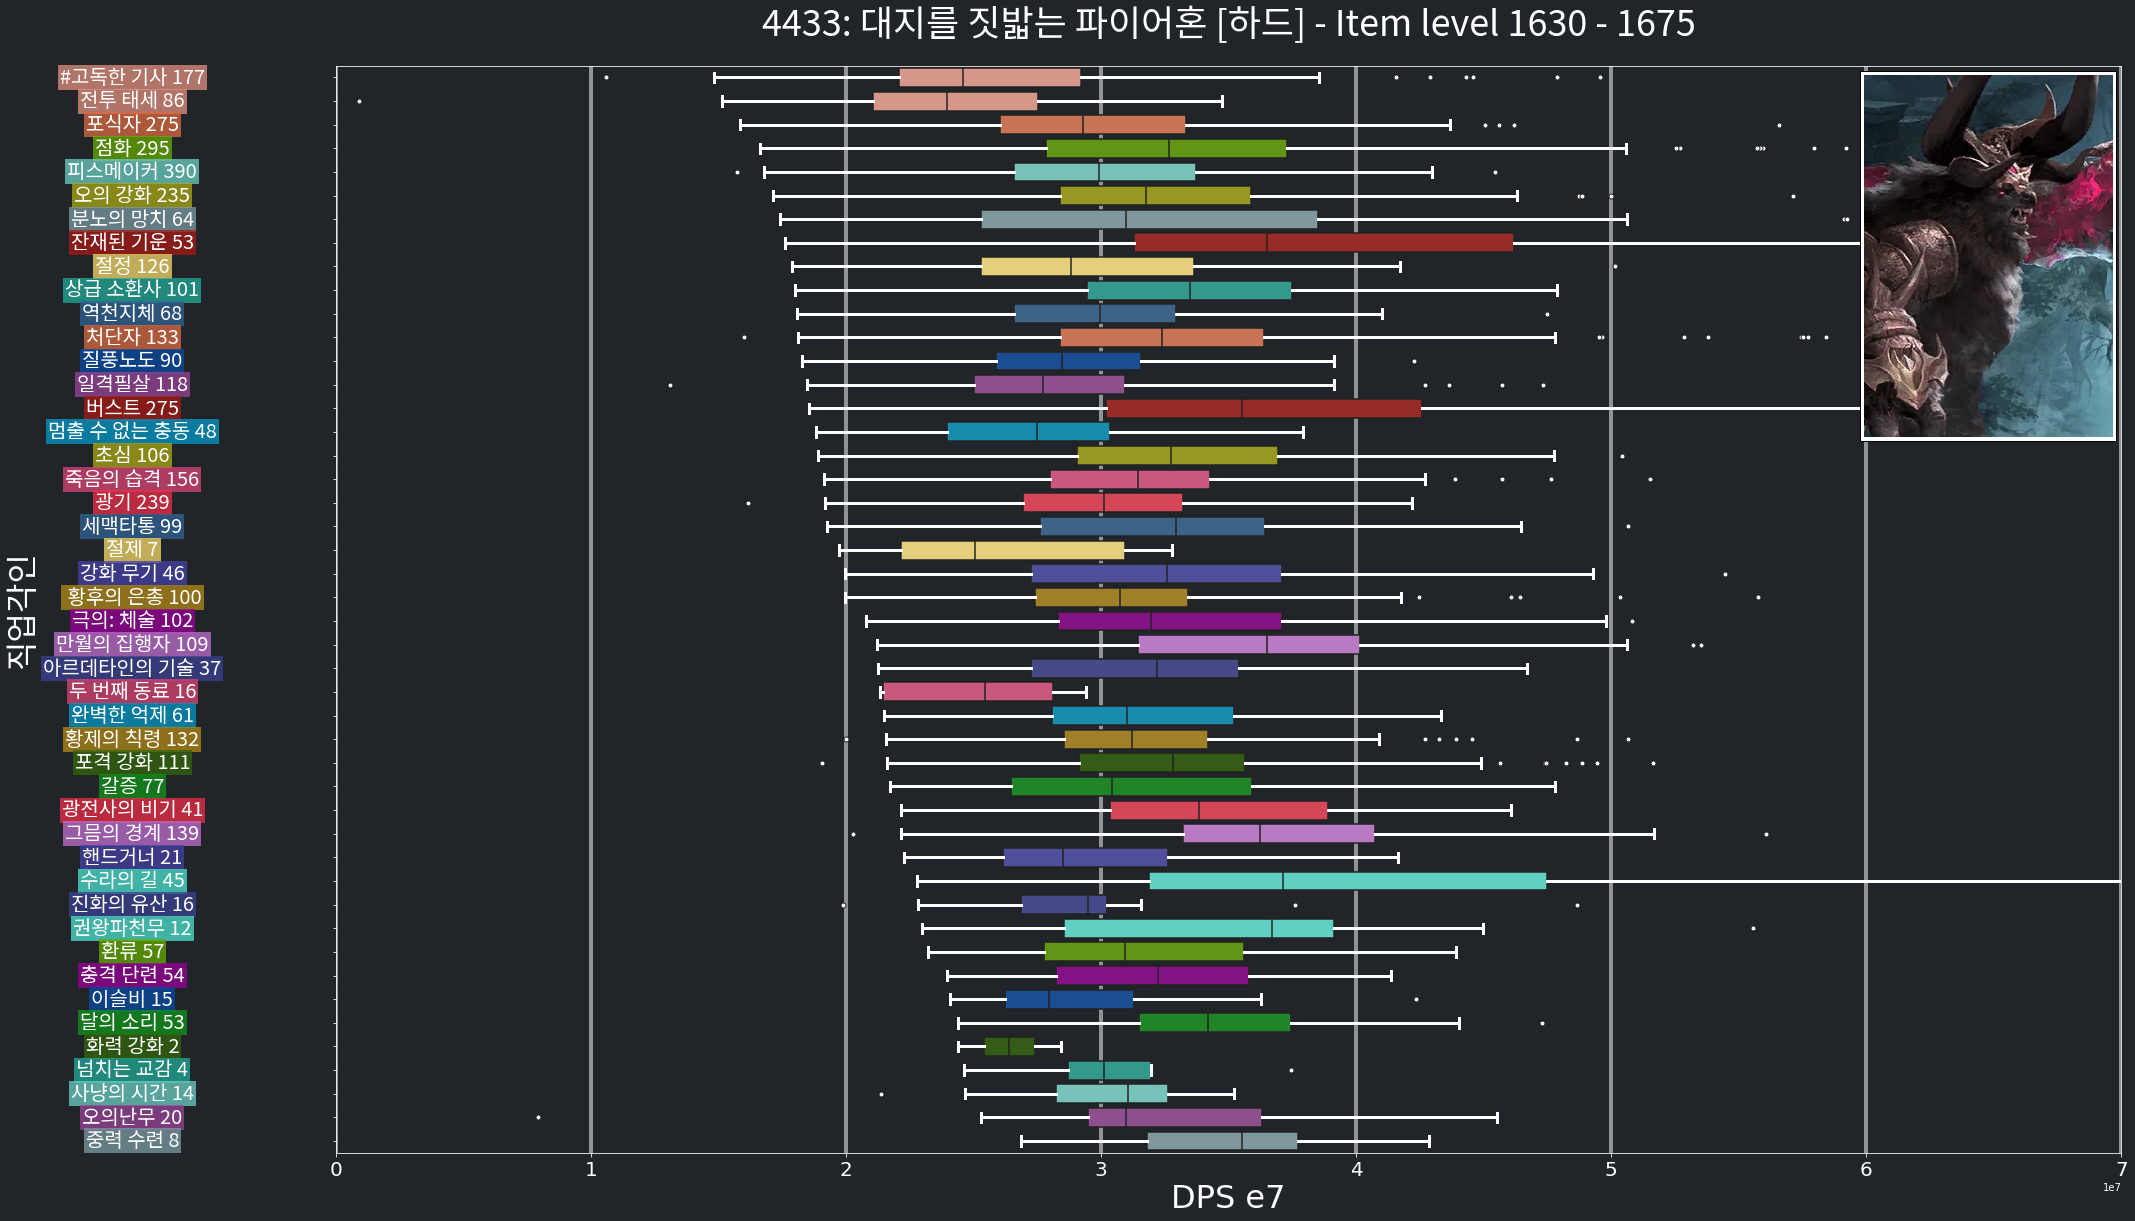 4433: 대지를 짓밟는 파이어혼 [하드] - Item level 1630 - 1675
#고독한 기사 177
전투 태세 86
포식자 275
점화 295
피스메이커 390
오의 강화 235
분노의 망치 64
잔재된 기운 53
절정 126
상급 소환사 101
역천지체 68
처단자 133
질풍노도 90
일격필살 118
버스트 275
멈출 수 없는 충동 48
초심 106
죽음의 습격 156
광기 239
세맥타통 99
절제 7
강화 무기 46
황후의 은총 100
극의: 체술 102
만월의 집행자 109
아르데타인의 기술 37
두 번째 동료 16
완벽한 억제 61
황제의 칙령 132
포격 강화 111
갈증 77
광전사의 비기 41
그믐의 경계 139
핸드거너 21
수라의 길 45
진화의 유산 16
권왕파천무 12
환류 57
충격 단련 54
이슬비 15
달의 소리 53
화력 강화 2
넘치는 교감 4
사냥의 시간 14
오의난무 20
중력 수련 8
직업각인
0 1 2 3 4 5 6 7
1e7
DPS e7